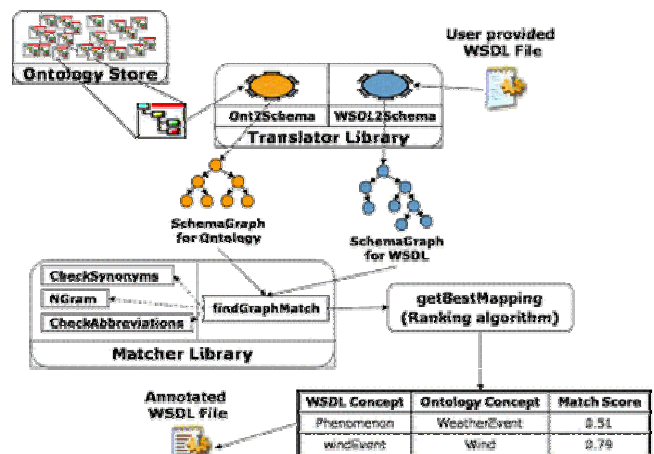 User provided
WSDL File
Ontology Store
Ont2Schema
WSDL2Schema
Translator Library
SchemaGraph
for Ontology
SchemaGraph
for WSDL
CheckSynonyms
NGram
CheckAbbreviations
findGraphMatch
Matcher Library
getBestMapping
(Ranking algorithm)
Annotated
WSDL File
WSDL Concept Ontology Concept Match Score
Phenomenon WeatherEvent 0.51
windEvent Wind 0.79